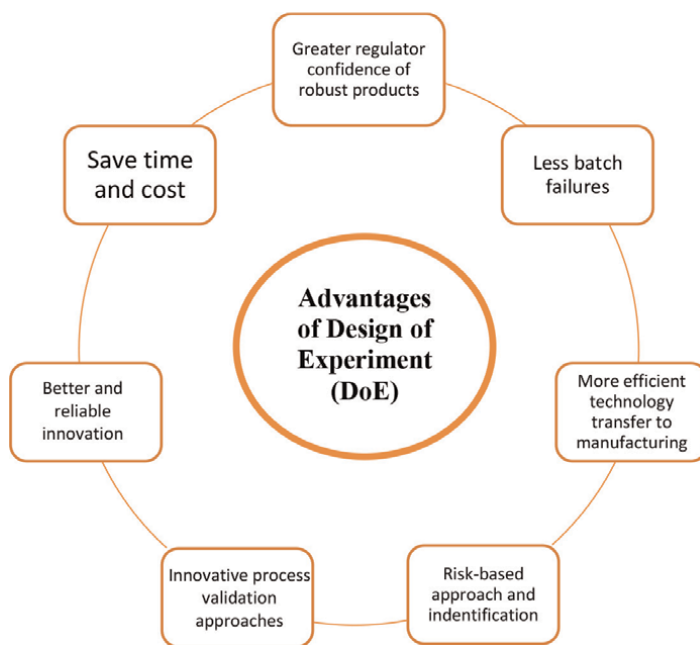 Greater regulator
confidence of
robust products
Save time
and cost
Less batch
failures
Advantages
of Design of
Experiment
(DoE)
Better and
reliable
innovation
More efficient
technology
transfer to
manufacturing
Innovative process
validation
approaches
Risk-based
approach and
indentification